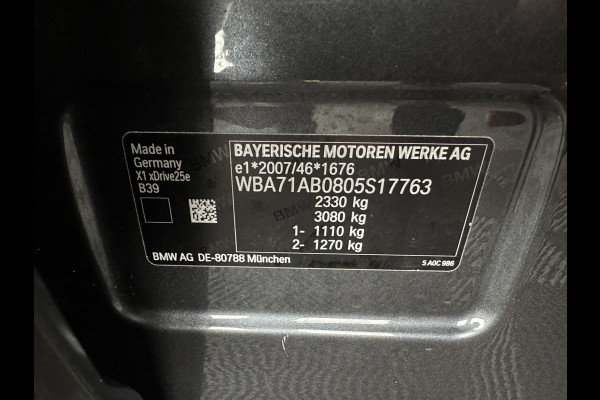 Made in
Germany
X1 xDrive25e
B39
BAYERISCHE MOTOREN WERKE AG
e1*2007/46*1676
WBA71AB0805S17763
2330 kg
3080 kg
1- 1110 kg
2- 1270 kg
BMW AG DE-80788 München
5 A0C 986